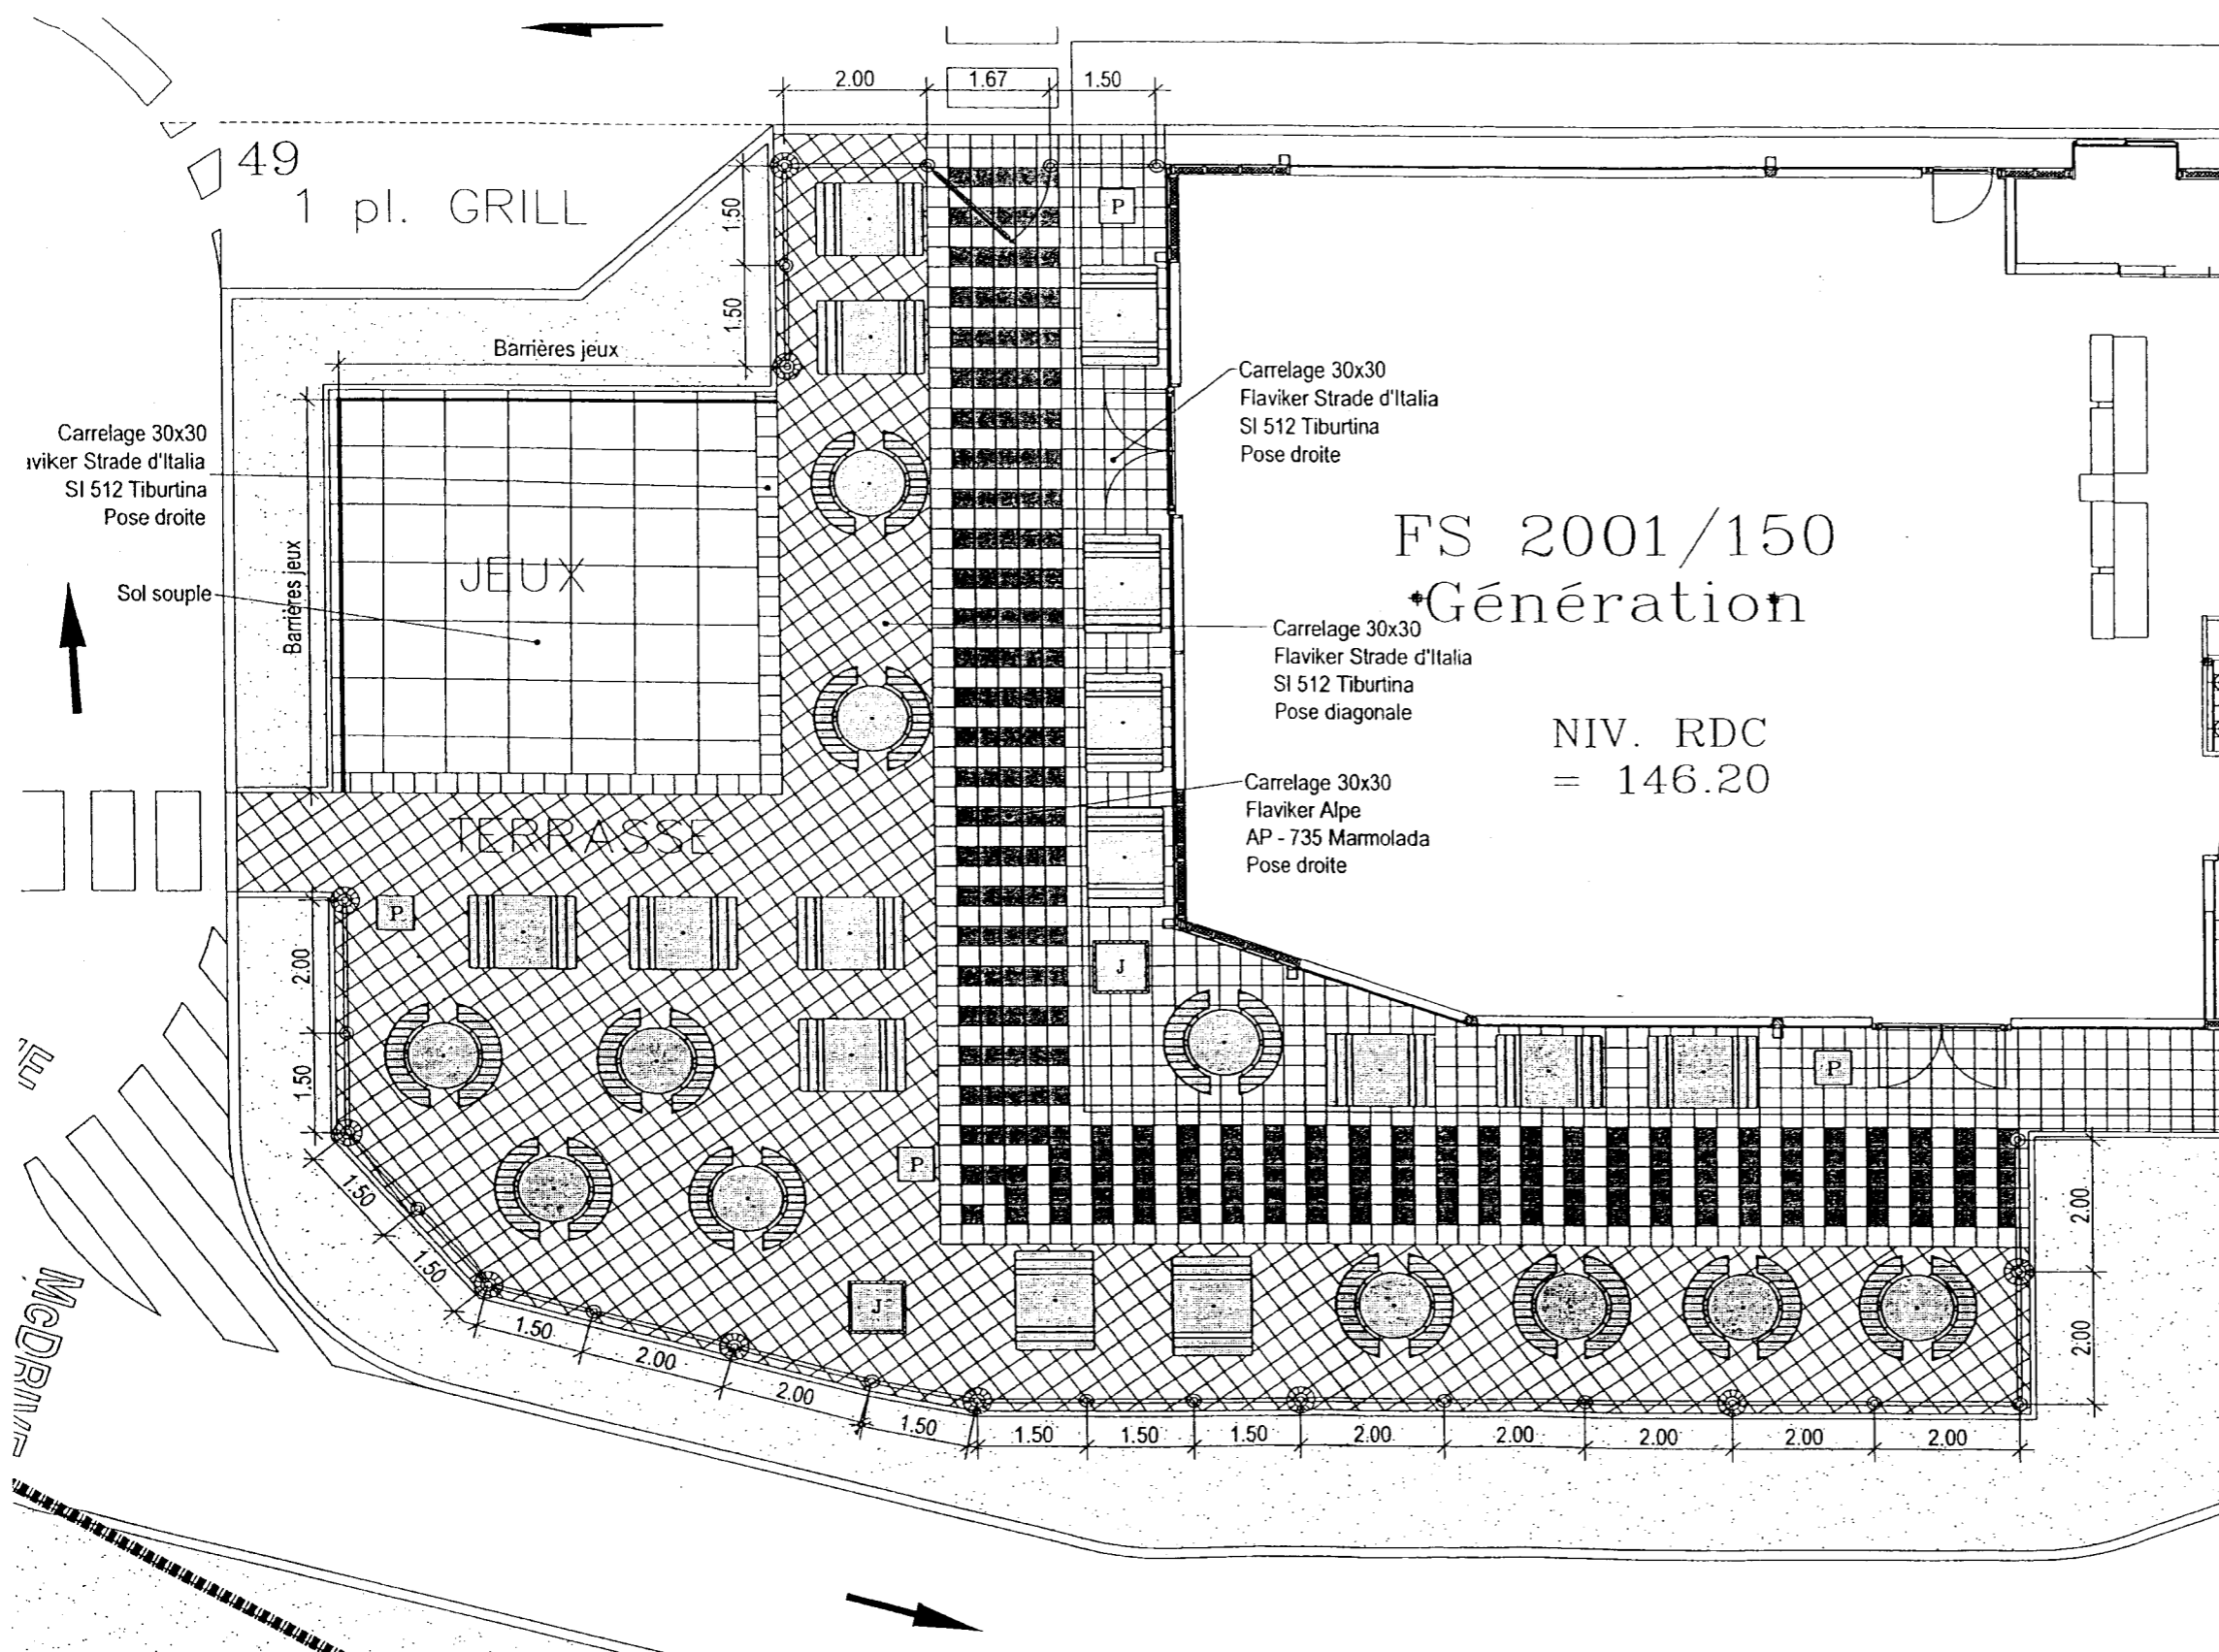 2.00
1.67
1.50
49
1 pl. GRILL
P
1.50
1.50
Barrières jeux
Carrelage 30x30
Flaviker Strade d'Italia
SI 512 Tiburtina
Pose droite
Carrelage 30x30
aviker Strade d'Italia
SI 512 Tiburtina
Pose droite
FS 2001/150
Génération
Barrières jeux
JEUX
Sol souple
Carrelage 30x30
Flaviker Strade d'Italia
SI 512 Tiburtina
Pose diagonale
NIV. RDC
= 146.20
Carrelage 30x30
Flaviker Alpe
AP - 735 Marmolada
Pose droite
TERRASSE
P
J
2.00
1.50
P
P
1.50
1.50
J
2.00
2.00
1.50
2.00
2.00
1.50
1.50
1.50
1.50
2.00
2.00
2.00
2.00
2.00